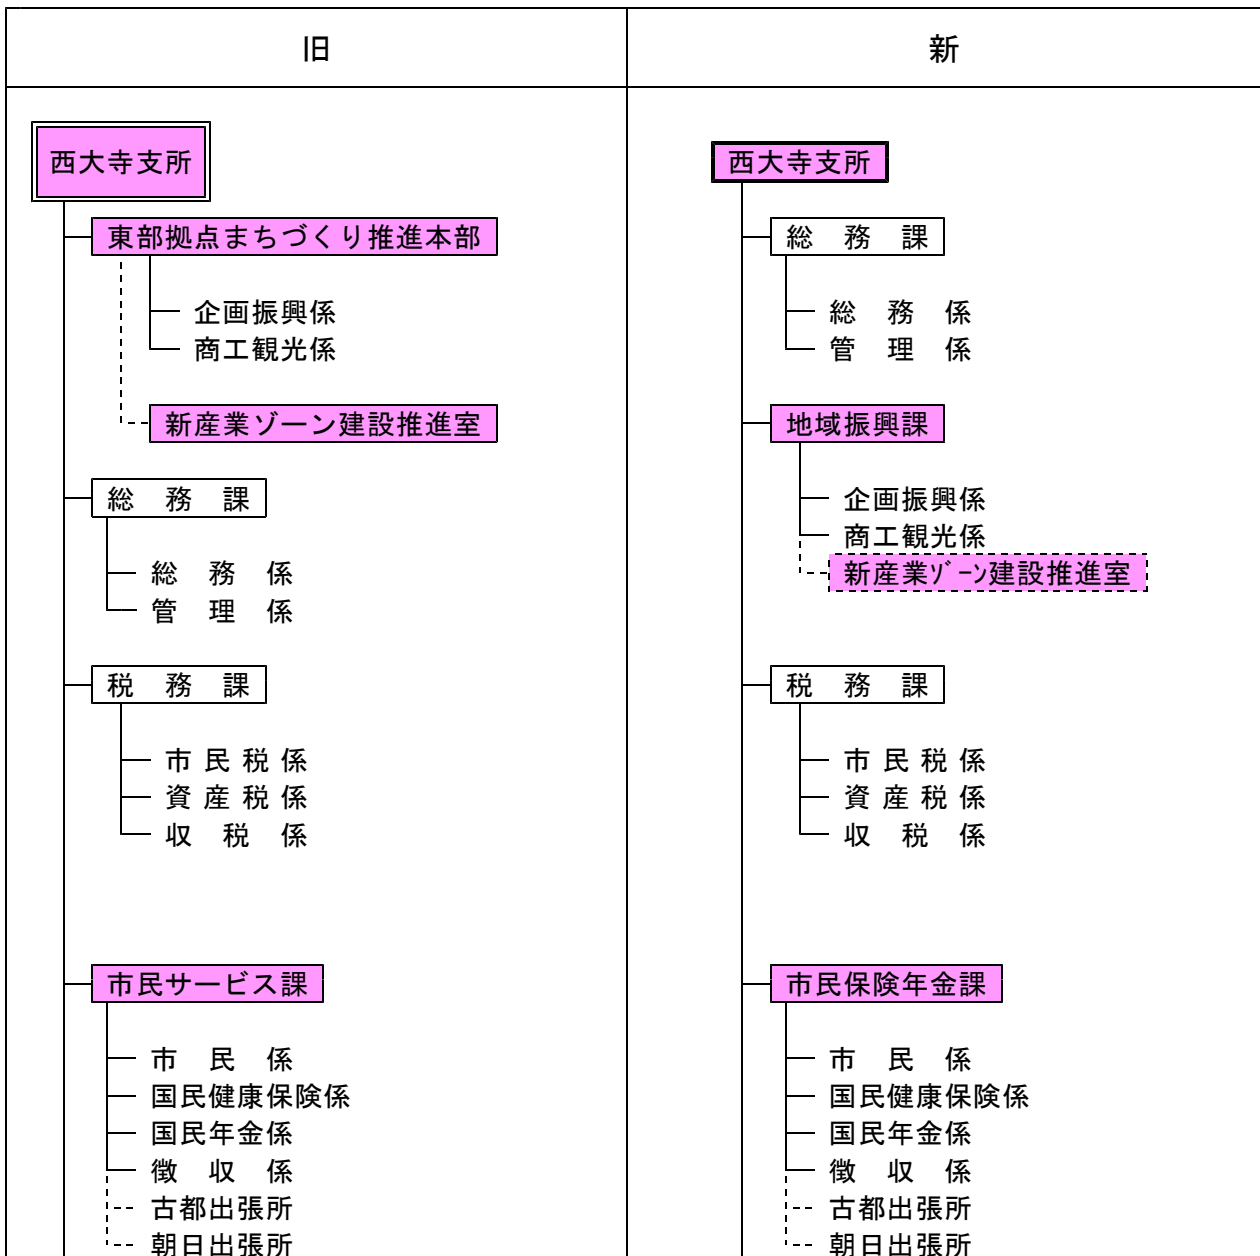 旧
新
西大寺支所
東部拠点まちづくり推進本部
企画振興係
商工観光係
新産業ゾーン建設推進室
総　務　課
総　務　係
管　理　係
税　務　課
市 民 税 係
資 産 税 係
収　税　係
市民サービス課
市　民　係
国民健康保険係
国民年金係
徴　収　係
古都出張所
朝日出張所
西大寺支所
総　務　課
総　務　係
管　理　係
地域振興課
企画振興係
商工観光係
新産業ｿﾞｰﾝ建設推進室
税　務　課
市 民 税 係
資 産 税 係
収　税　係
市民保険年金課
市　民　係
国民健康保険係
国民年金係
徴　収　係
古都出張所
朝日出張所